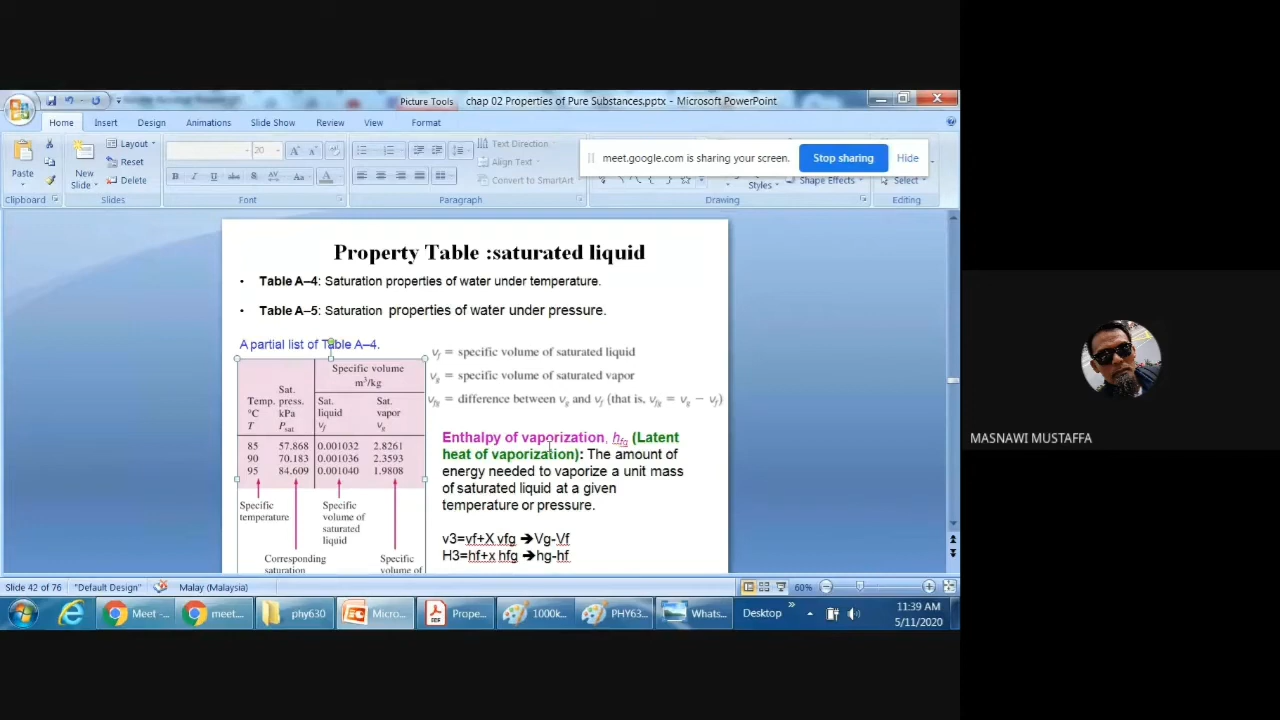 Picture Tools
chap 02 Properties of Pure Substances.pptx - Microsoft PowerPoint
Home Insert Design Animations Slide Show Review View Format
Paste
New
Slide
Layout
Reset
Delete
20
B I U abc S AV Aa A
Text Direction
Align Text
Convert to SmartArt
meet.google.com is sharing your screen.
Stop sharing
Hide
Styles
Shape Effects
Select
Clipboard Slides Font Paragraph Drawing Editing
Property Table :saturated liquid
• Table A–4: Saturation properties of water under temperature.
• Table A–5: Saturation properties of water under pressure.
A partial list of Table A–4.
Specific volume
m³/kg
Sat.
Temp. press.
°C kPa
T Psat
Sat.
liquid
vf
Sat.
vapor
vg
85 57.868 0.001032 2.8261
90 70.183 0.001036 2.3593
95 84.609 0.001040 1.9808
Specific
temperature
Specific
volume of
saturated
liquid
Corresponding
saturation
Specific
volume of
vf = specific volume of saturated liquid
vg = specific volume of saturated vapor
vfg = difference between vg and vf (that is, vfg = vg − vf)
Enthalpy of vaporization, hfg (Latent
heat of vaporization): The amount of
energy needed to vaporize a unit mass
of saturated liquid at a given
temperature or pressure.
v3=vf+X vfg ➔Vg-Vf
H3=hf+x hfg ➔hg-hf
MASNAWI MUSTAFFA
Slide 42 of 76 "Default Design" Malay (Malaysia) 60%
Meet -... meet.... phy630 Micro... Prope... 1000k... PHY63... Whats... Desktop »
11:39 AM
5/11/2020